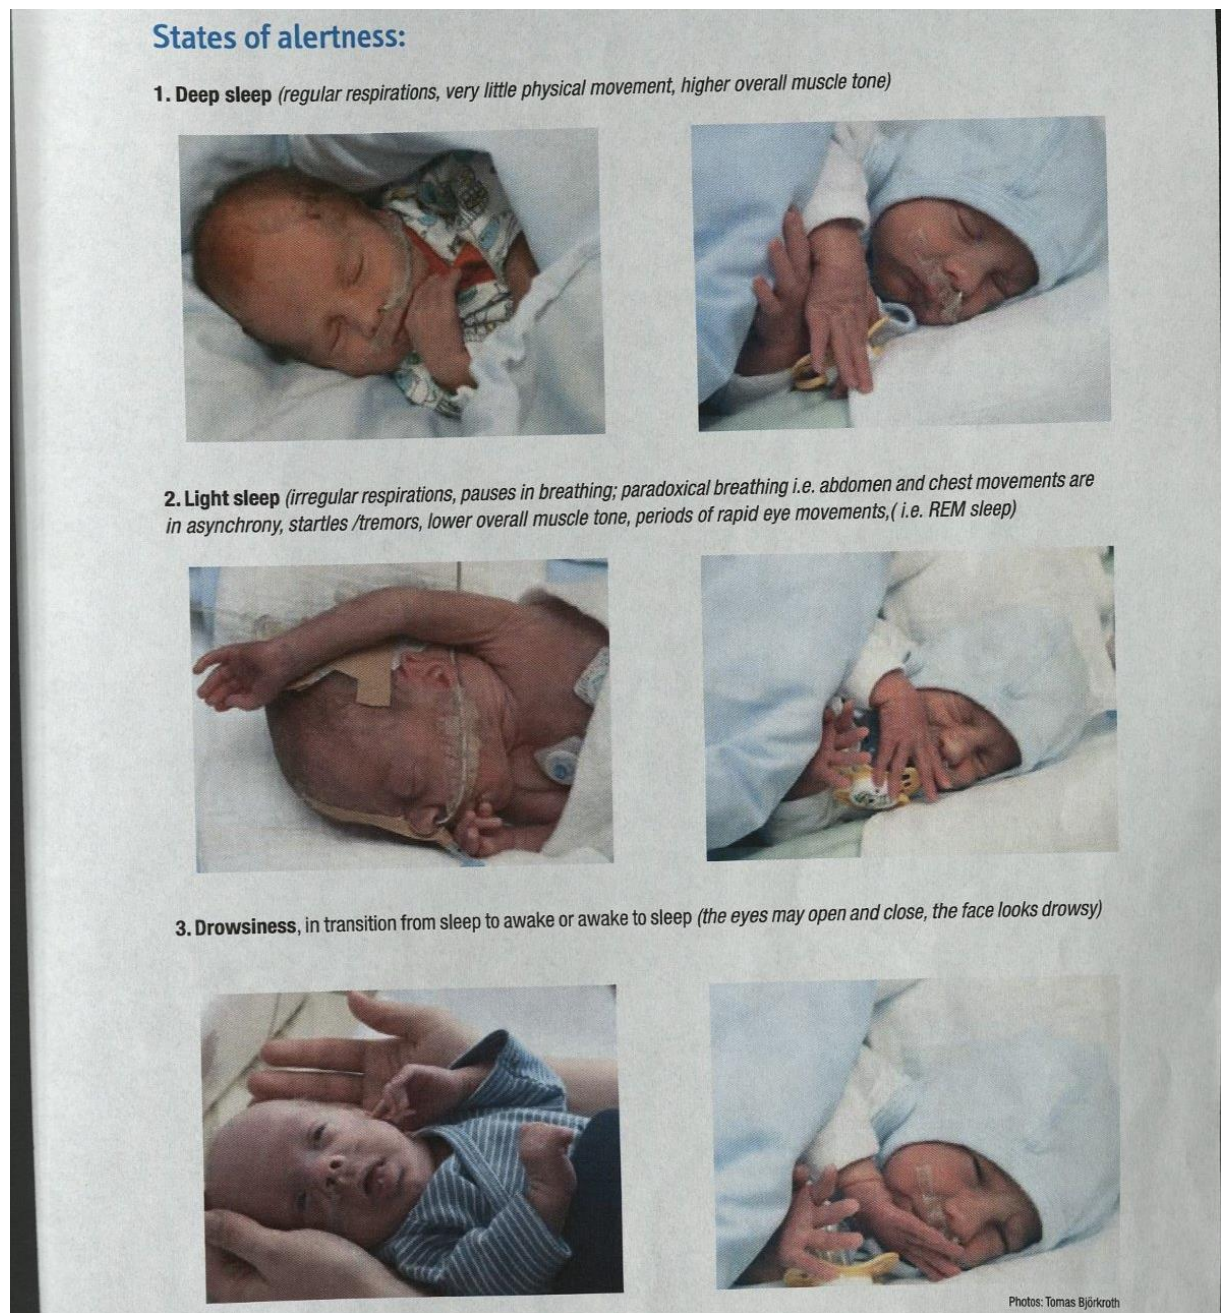 States of alertness:
1. Deep sleep (regular respirations, very little physical movement, higher overall muscle tone)
2. Light sleep (irregular respirations, pauses in breathing; paradoxical breathing i.e. abdomen and chest movements are
in asynchrony, startles /tremors, lower overall muscle tone, periods of rapid eye movements,( i.e. REM sleep)
3. Drowsiness, in transition from sleep to awake or awake to sleep (the eyes may open and close, the face looks drowsy)
Photos: Tomas Björkroth